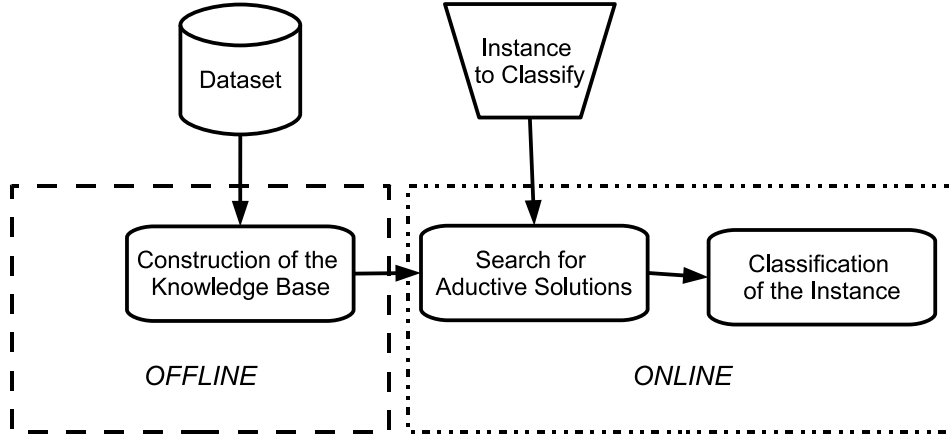 Dataset
Instance
to Classify
Construction of the
Knowledge Base
Search for
Aductive Solutions
Classification
of the Instance
OFFLINE
ONLINE